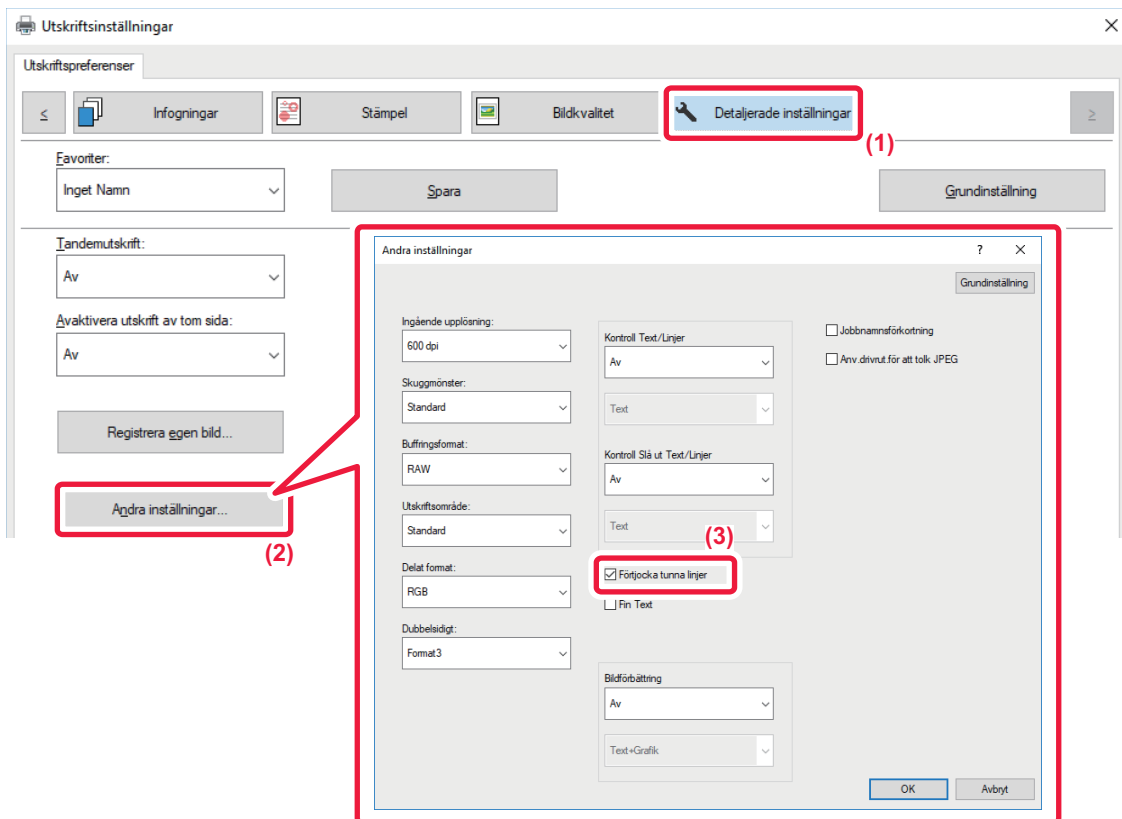 Utskriftsinställningar
Utskriftspreferenser
≤ Infogningar Stämpel Bildkvalitet Detaljerade inställningar ≥
(1)
Favoriter:
Inget Namn Spara Grundinställning
Tandemutskrift:
Av
Avaktivera utskrift av tom sida:
Av
Registrera egen bild...
Andra inställningar...
(2)
Andra inställningar ?
Grundinställning
Ingående upplösning:
600 dpi
Skuggmönster:
Standard
Buffringsformat:
RAW
Utskriftsområde:
Standard
Delat format:
RGB
Dubbelsidigt:
Format3
Kontroll Text/Linjer
Av
Text
Kontroll Slå ut Text/Linjer
Av
Text
(3)
Förtjocka tunna linjer
Fin Text
Bildförbättring
Av
Text+Grafik
Jobbnamnsförkortning
Anv.drivrut.för att tolk JPEG
OK Avbryt